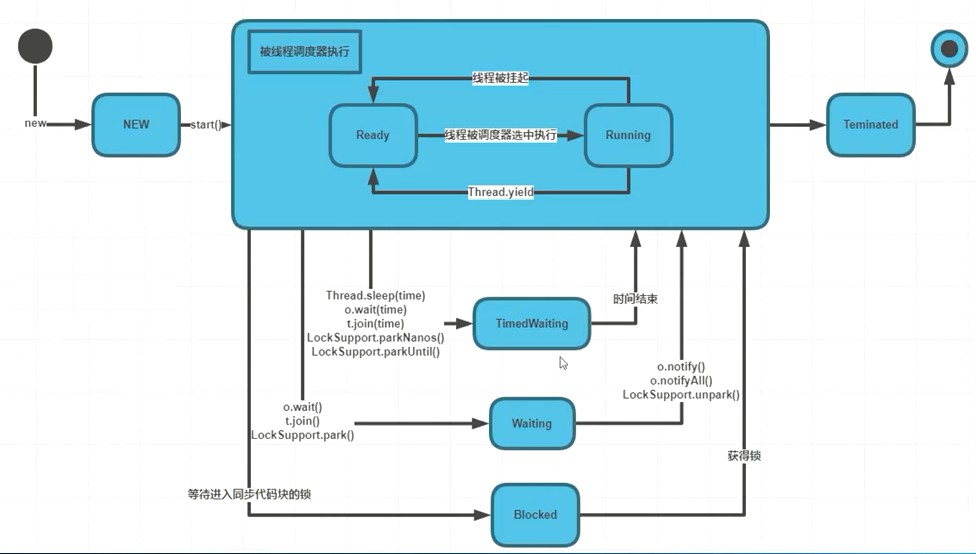 被线程调度器执行
线程被挂起
new
NEW
start()
Ready
线程被调度器选中执行
Running
Teminated
Thread.yield
Thread.sleep(time)
o.wait(time)
t.join(time)
LockSupport.parkNanos()
LockSupport.parkUntil()
TimedWaiting
时间结束
o.notify()
o.notifyAll()
LockSupport.unpark()
o.wait()
t.join()
LockSupport.park()
Waiting
获得锁
等待进入同步代码块的锁
Blocked